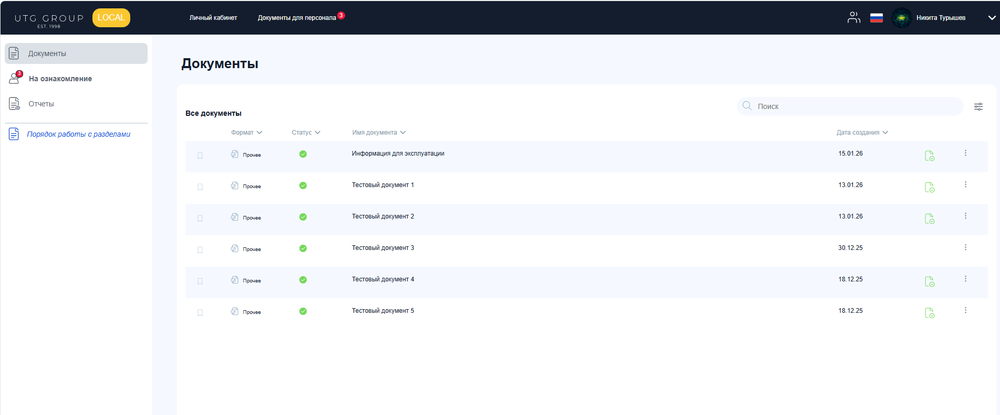 UTG GROUP
EST. 1998
LOCAL
Личный кабинет
Документы для персонала 3
Никита Турышев
Документы
3
На ознакомление
Отчеты
Порядок работы с разделами
Документы
Все документы
Поиск
Формат Статус Имя документа Дата создания
Прочее Информация для эксплуатации 15.01.26
Прочее Тестовый документ 1 13.01.26
Прочее Тестовый документ 2 13.01.26
Прочее Тестовый документ 3 30.12.25
Прочее Тестовый документ 4 18.12.25
Прочее Тестовый документ 5 18.12.25